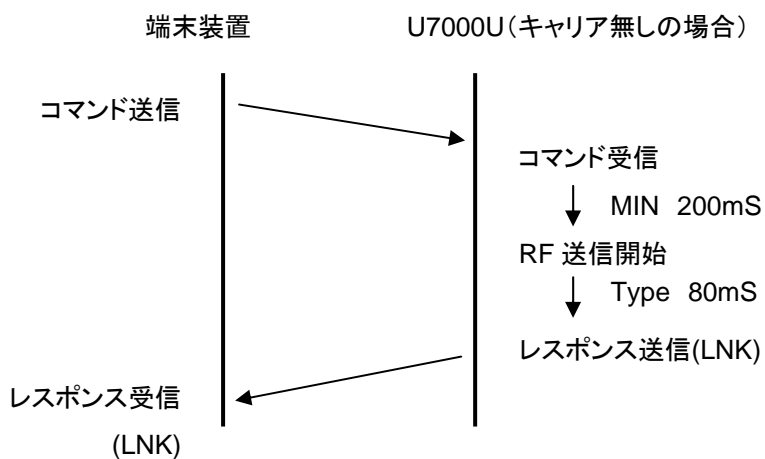 端末装置
U7000U（キャリア無しの場合）
コマンド送信
コマンド受信
MIN 200mS
RF 送信開始
Type 80mS
レスポンス送信(LNK)
レスポンス受信
(LNK)